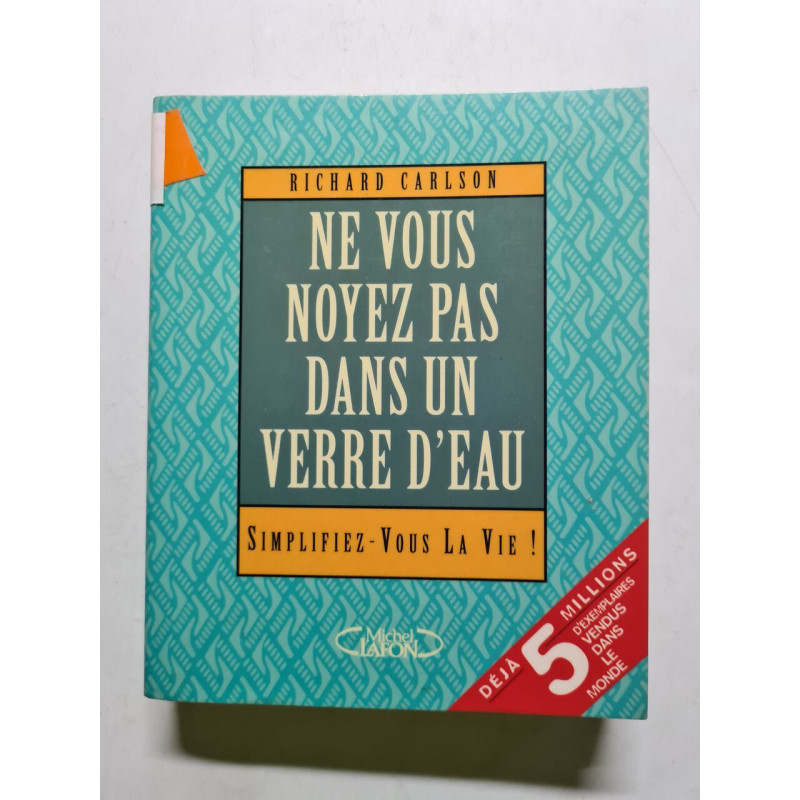 RICHARD CARLSON
NE VOUS
NOYEZ PAS
DANS UN
VERRE D'EAU
SIMPLIFIEZ-VOUS LA VIE !
Michel
LAFON
DÉJÀ
5
MILLIONS
D'EXEMPLAIRES
VENDUS
DANS
LE
MONDE